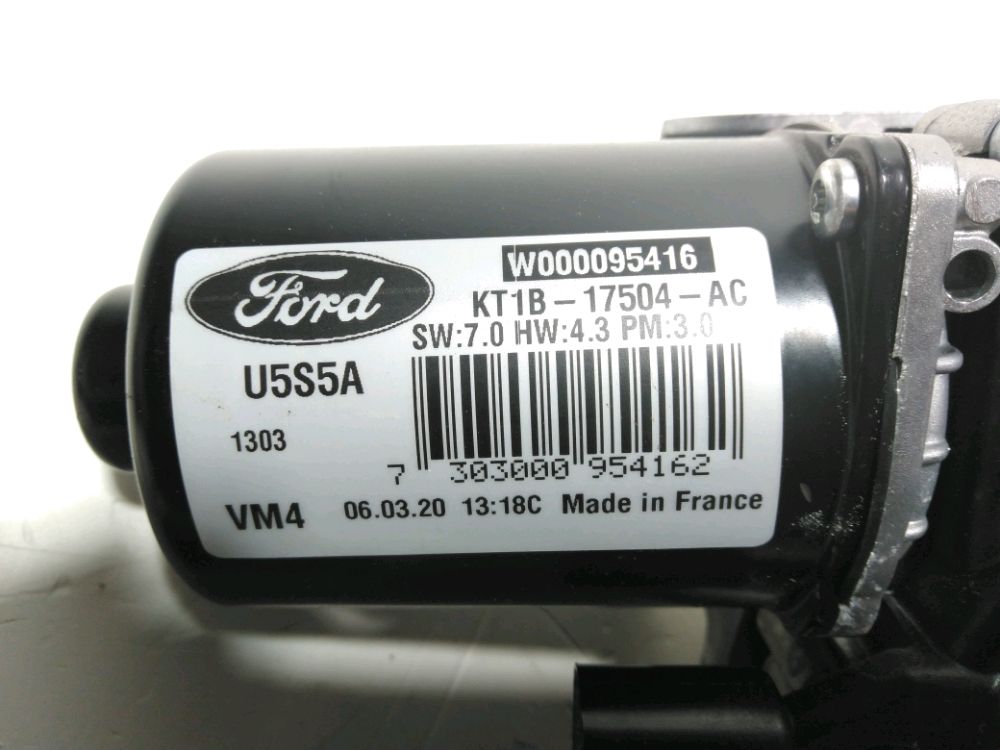 Ford
W000095416
KT1B-17504-AC
SW:7.0 HW:4.3 PM:3.0
U5S5A
1303
7 303000 954162
VM4 06.03.20 13:18C Made in France